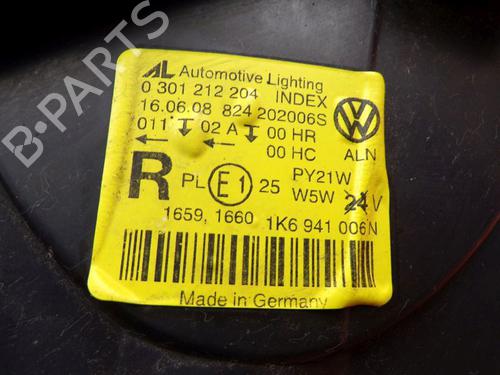 AL Automotive Lighting
0 301 212 204 INDEX
16.06.08 824 202006S
011 02 A 00 HR
00 HC ALN
R PL E1 25 PY21W
W5W 24V
1659, 1660 1K6 941 006N
Made in Germany
B-PARTS